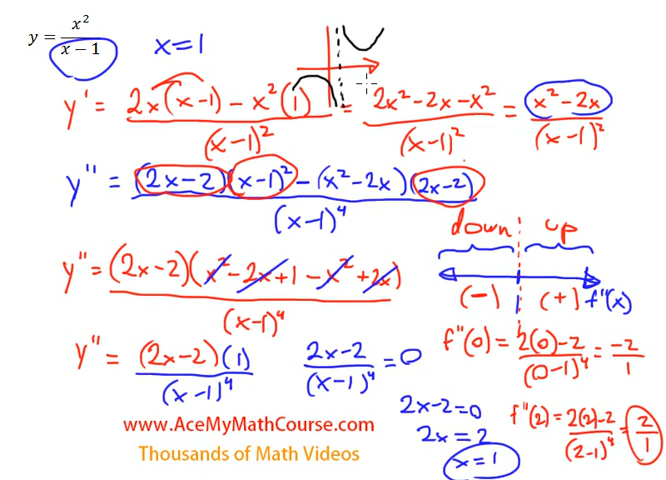 y = x²/(x − 1)
x = 1
y' = (2x(x−1) − x²(1))/(x−1)² = (2x² − 2x − x²)/(x−1)² = (x² − 2x)/(x−1)²
y'' = ((2x−2)(x−1)² − (x² − 2x)(2x−2))/(x−1)⁴
down up
y'' = ((2x−2)(x² − 2x + 1 − x² + 2x))/(x−1)⁴
(−) 1 (+) f''(x)
y'' = ((2x−2)(1))/(x−1)⁴
(2x−2)/(x−1)⁴ = 0
f''(0) = (2(0)−2)/(0−1)⁴ = −2/1
2x−2=0
2x = 2
x = 1
f''(2) = (2(2)−2)/(2−1)⁴ = 2/1
www.AceMyMathCourse.com
Thousands of Math Videos